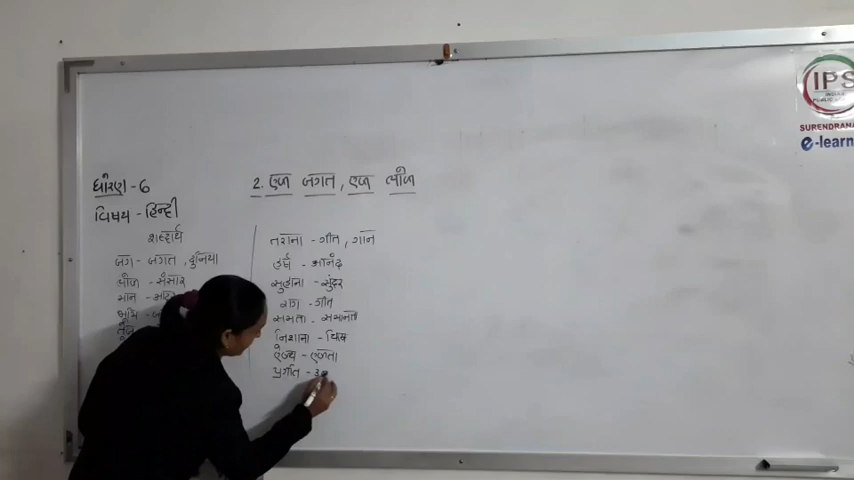 धोरण - 6
2. एक जगत, एक लोक
विषय - हिन्दी
शब्दार्थ
जग - जगत, दुनिया
लोक - संसार
मान -
भूमि -
तराना - गीत, गान
हर्ष - आनंद
सुहाना - सुंदर
राग - गीत
समता - समानता
निशाना - चिह्न
ऐक्य - एकता
प्रगति -
IPS
SURENDRANA
e-learn